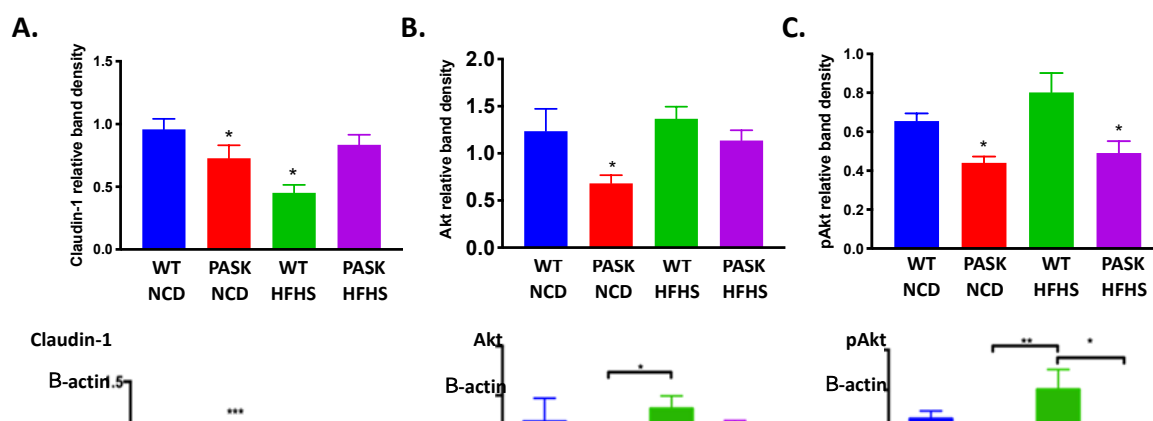 A.
Claudin-1 relative band density
1.5
1.0
0.5
0.0
*
*
WT PASK WT PASK
NCD NCD HFHS HFHS
B.
Akt relative band density
2.0
1.5
1.0
0.5
0.0
*
WT PASK WT PASK
NCD NCD HFHS HFHS
C.
pAkt relative band density
1.0
0.8
0.6
0.4
0.2
0.0
*
*
WT PASK WT PASK
NCD NCD HFHS HFHS
Claudin-1
B-actin
1.5
***
Akt
B-actin
*
pAkt
B-actin
**
*